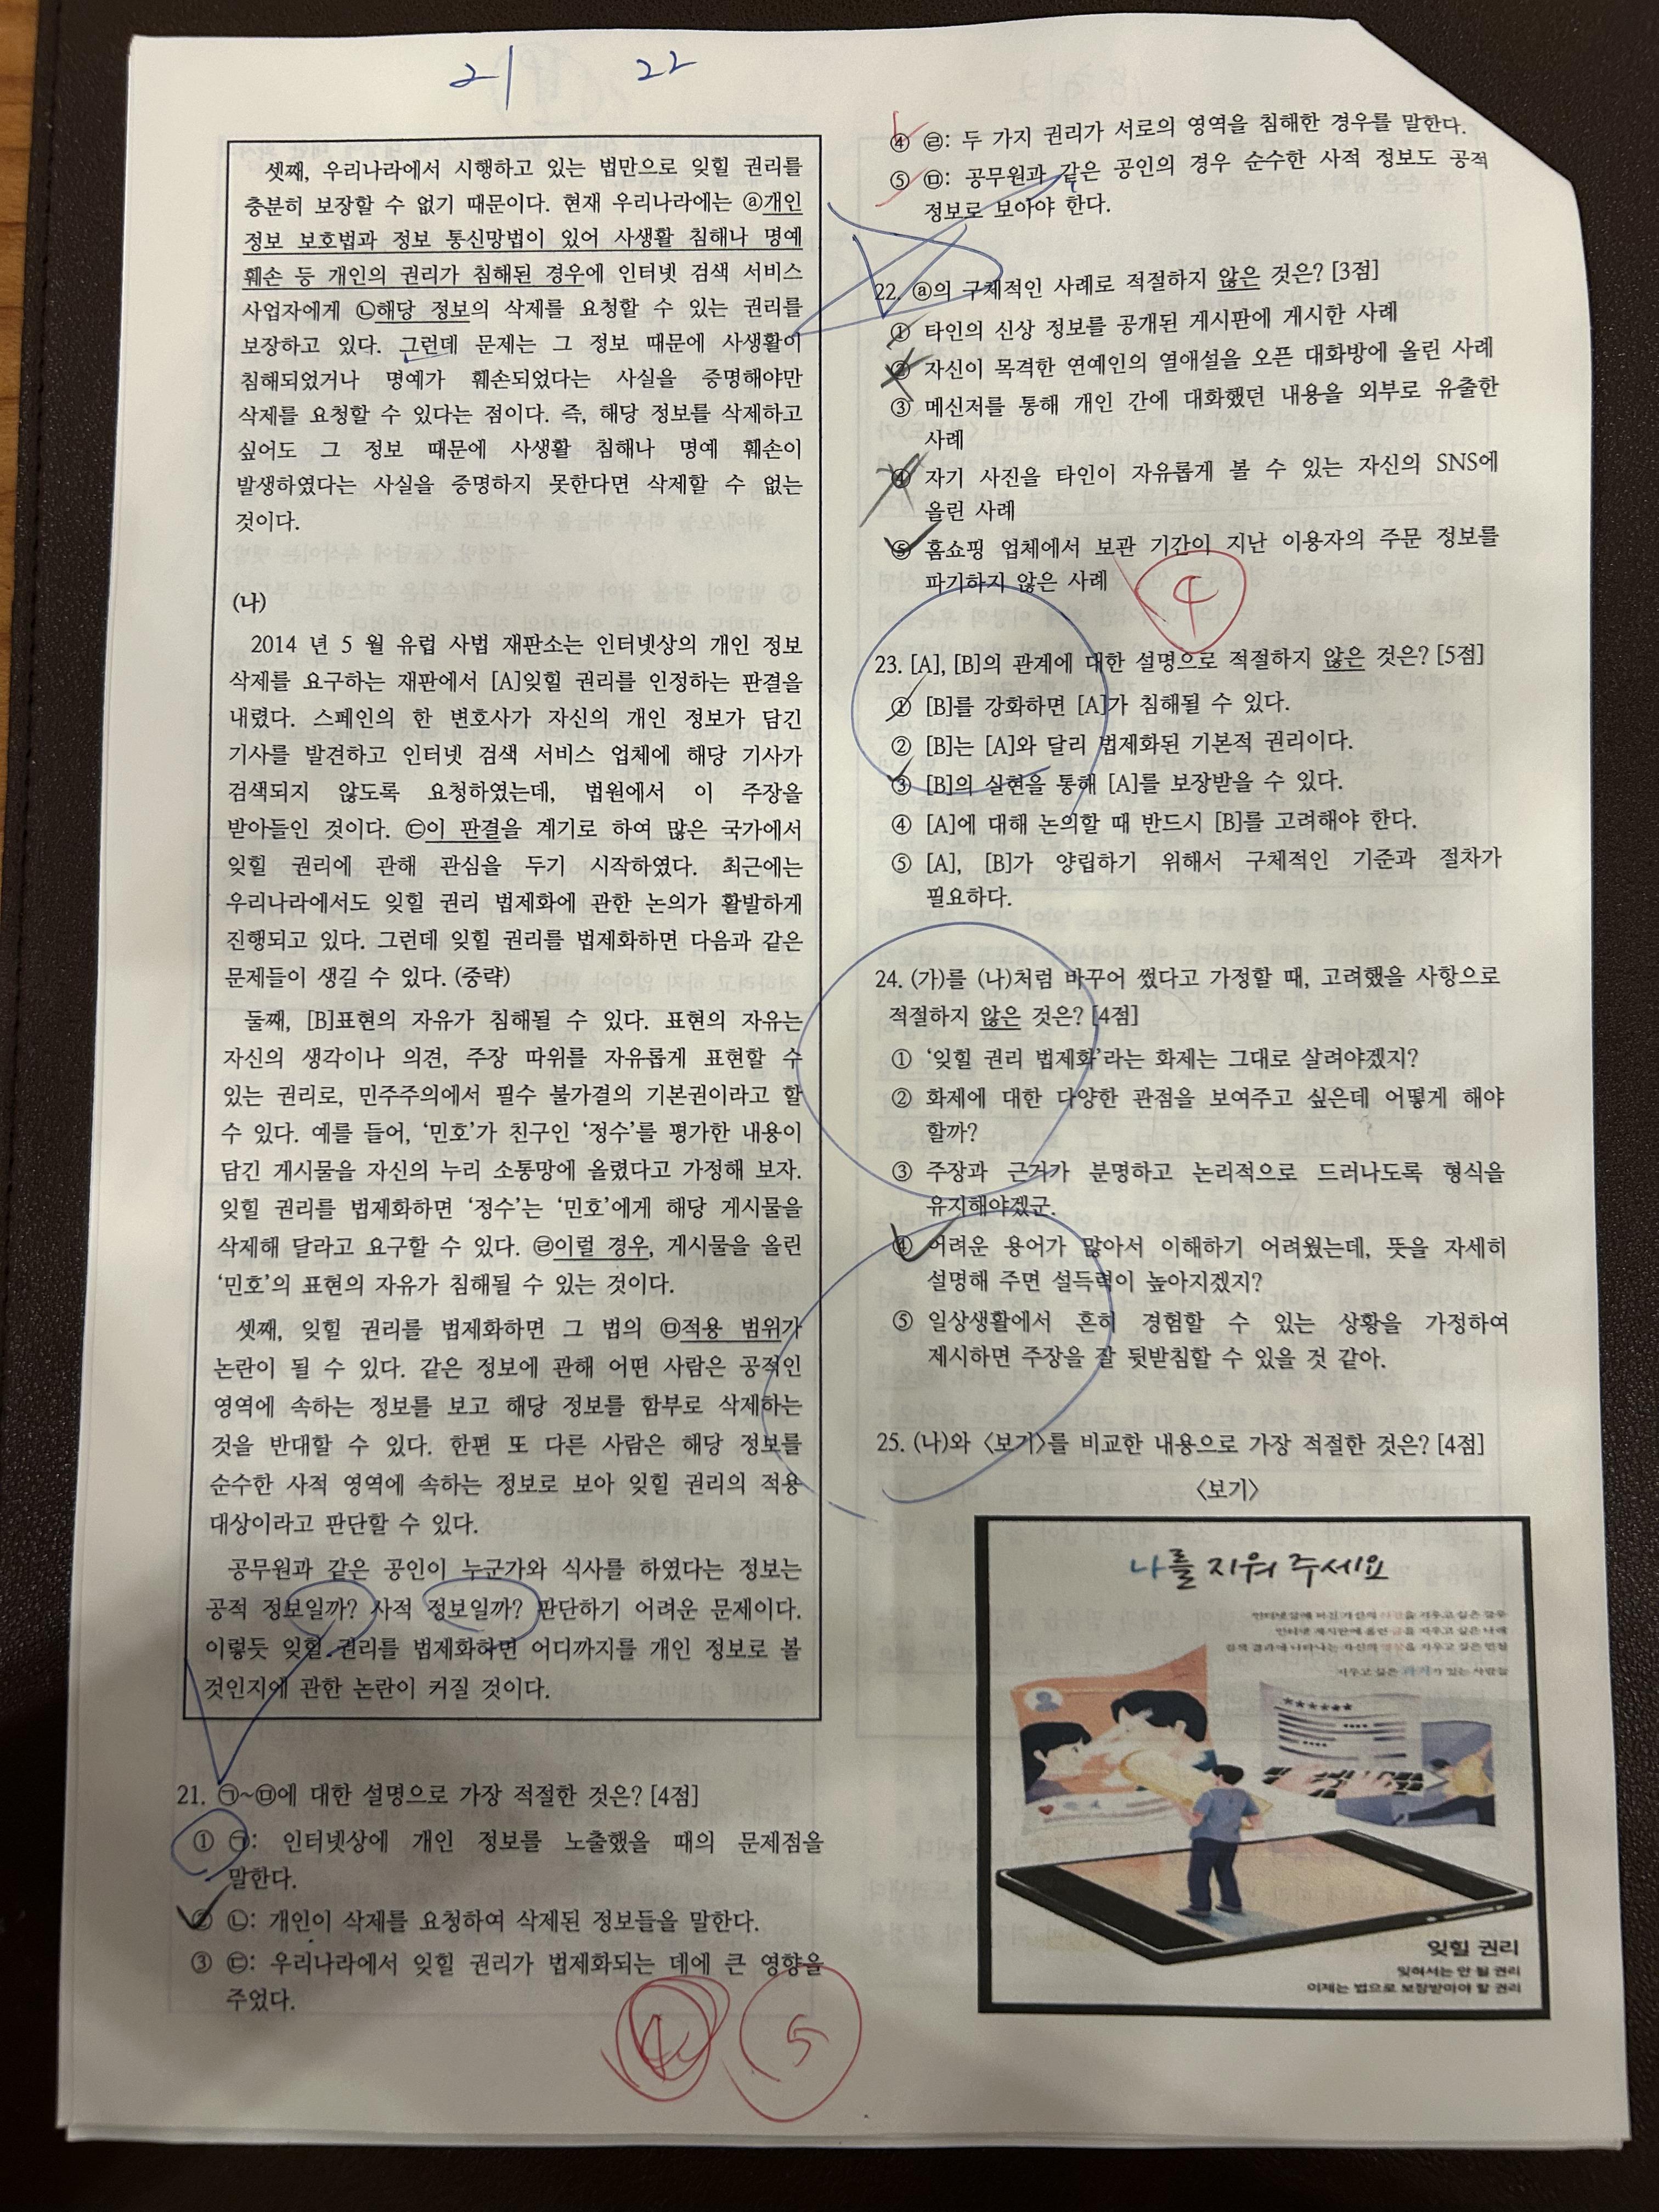 21 22
셋째, 우리나라에서 시행하고 있는 법만으로 잊힐 권리를
충분히 보장할 수 없기 때문이다. 현재 우리나라에는 ⓐ개인
정보 보호법과 정보 통신망법이 있어 사생활 침해나 명예
훼손 등 개인의 권리가 침해된 경우에 인터넷 검색 서비스
사업자에게 ㉡해당 정보의 삭제를 요청할 수 있는 권리를
보장하고 있다. 그런데 문제는 그 정보 때문에 사생활이
침해되었거나 명예가 훼손되었다는 사실을 증명해야만
삭제를 요청할 수 있다는 점이다. 즉, 해당 정보를 삭제하고
싶어도 그 정보 때문에 사생활 침해나 명예 훼손이
발생하였다는 사실을 증명하지 못한다면 삭제할 수 없는
것이다.
(나)
2014 년 5 월 유럽 사법 재판소는 인터넷상의 개인 정보
삭제를 요구하는 재판에서 [A]잊힐 권리를 인정하는 판결을
내렸다. 스페인의 한 변호사가 자신의 개인 정보가 담긴
기사를 발견하고 인터넷 검색 서비스 업체에 해당 기사가
검색되지 않도록 요청하였는데, 법원에서 이 주장을
받아들인 것이다. ㉢이 판결을 계기로 하여 많은 국가에서
잊힐 권리에 관해 관심을 두기 시작하였다. 최근에는
우리나라에서도 잊힐 권리 법제화에 관한 논의가 활발하게
진행되고 있다. 그런데 잊힐 권리를 법제화하면 다음과 같은
문제들이 생길 수 있다. (중략)
둘째, [B]표현의 자유가 침해될 수 있다. 표현의 자유는
자신의 생각이나 의견, 주장 따위를 자유롭게 표현할 수
있는 권리로, 민주주의에서 필수 불가결의 기본권이라고 할
수 있다. 예를 들어, ‘민호’가 친구인 ‘정수’를 평가한 내용이
담긴 게시물을 자신의 누리 소통망에 올렸다고 가정해 보자.
잊힐 권리를 법제화하면 ‘정수’는 ‘민호’에게 해당 게시물을
삭제해 달라고 요구할 수 있다. ㉣이럴 경우, 게시물을 올린
‘민호’의 표현의 자유가 침해될 수 있는 것이다.
셋째, 잊힐 권리를 법제화하면 그 법의 ㉤적용 범위가
논란이 될 수 있다. 같은 정보에 관해 어떤 사람은 공적인
영역에 속하는 정보를 보고 해당 정보를 함부로 삭제하는
것을 반대할 수 있다. 한편 또 다른 사람은 해당 정보를
순수한 사적 영역에 속하는 정보로 보아 잊힐 권리의 적용
대상이라고 판단할 수 있다.
공무원과 같은 공인이 누군가와 식사를 하였다는 정보는
공적 정보일까? 사적 정보일까? 판단하기 어려운 문제이다.
이렇듯 잊힐 권리를 법제화하면 어디까지를 개인 정보로 볼
것인지에 관한 논란이 커질 것이다.
21. ㉠~㉤에 대한 설명으로 가장 적절한 것은? [4점]
① ㉠: 인터넷상에 개인 정보를 노출했을 때의 문제점을
말한다.
② ㉡: 개인이 삭제를 요청하여 삭제된 정보들을 말한다.
③ ㉢: 우리나라에서 잊힐 권리가 법제화되는 데에 큰 영향을
주었다.
④ 5
④ ㉣: 두 가지 권리가 서로의 영역을 침해한 경우를 말한다.
⑤ ㉤: 공무원과 같은 공인의 경우 순수한 사적 정보도 공적
정보로 보아야 한다.
22. ⓐ의 구체적인 사례로 적절하지 않은 것은? [3점]
① 타인의 신상 정보를 공개된 게시판에 게시한 사례
② 자신이 목격한 연예인의 열애설을 오픈 대화방에 올린 사례
③ 메신저를 통해 개인 간에 대화했던 내용을 외부로 유출한
사례
④ 자기 사진을 타인이 자유롭게 볼 수 있는 자신의 SNS에
올린 사례
⑤ 홈쇼핑 업체에서 보관 기간이 지난 이용자의 주문 정보를
파기하지 않은 사례
4
23. [A], [B]의 관계에 대한 설명으로 적절하지 않은 것은? [5점]
① [B]를 강화하면 [A]가 침해될 수 있다.
② [B]는 [A]와 달리 법제화된 기본적 권리이다.
③ [B]의 실현을 통해 [A]를 보장받을 수 있다.
④ [A]에 대해 논의할 때 반드시 [B]를 고려해야 한다.
⑤ [A], [B]가 양립하기 위해서 구체적인 기준과 절차가
필요하다.
24. (가)를 (나)처럼 바꾸어 썼다고 가정할 때, 고려했을 사항으로
적절하지 않은 것은? [4점]
① ‘잊힐 권리 법제화’라는 화제는 그대로 살려야겠지?
② 화제에 대한 다양한 관점을 보여주고 싶은데 어떻게 해야
할까?
③ 주장과 근거가 분명하고 논리적으로 드러나도록 형식을
유지해야겠군.
④ 어려운 용어가 많아서 이해하기 어려웠는데, 뜻을 자세히
설명해 주면 설득력이 높아지겠지?
⑤ 일상생활에서 흔히 경험할 수 있는 상황을 가정하여
제시하면 주장을 잘 뒷받침할 수 있을 것 같아.
25. (나)와 〈보기〉를 비교한 내용으로 가장 적절한 것은? [4점]
〈보기〉
나를 지워 주세요
지우고 싶은 과거가 있는 사람들
잊힐 권리
잊혀서는 안 될 권리
이제는 법으로 보장받아야 할 권리